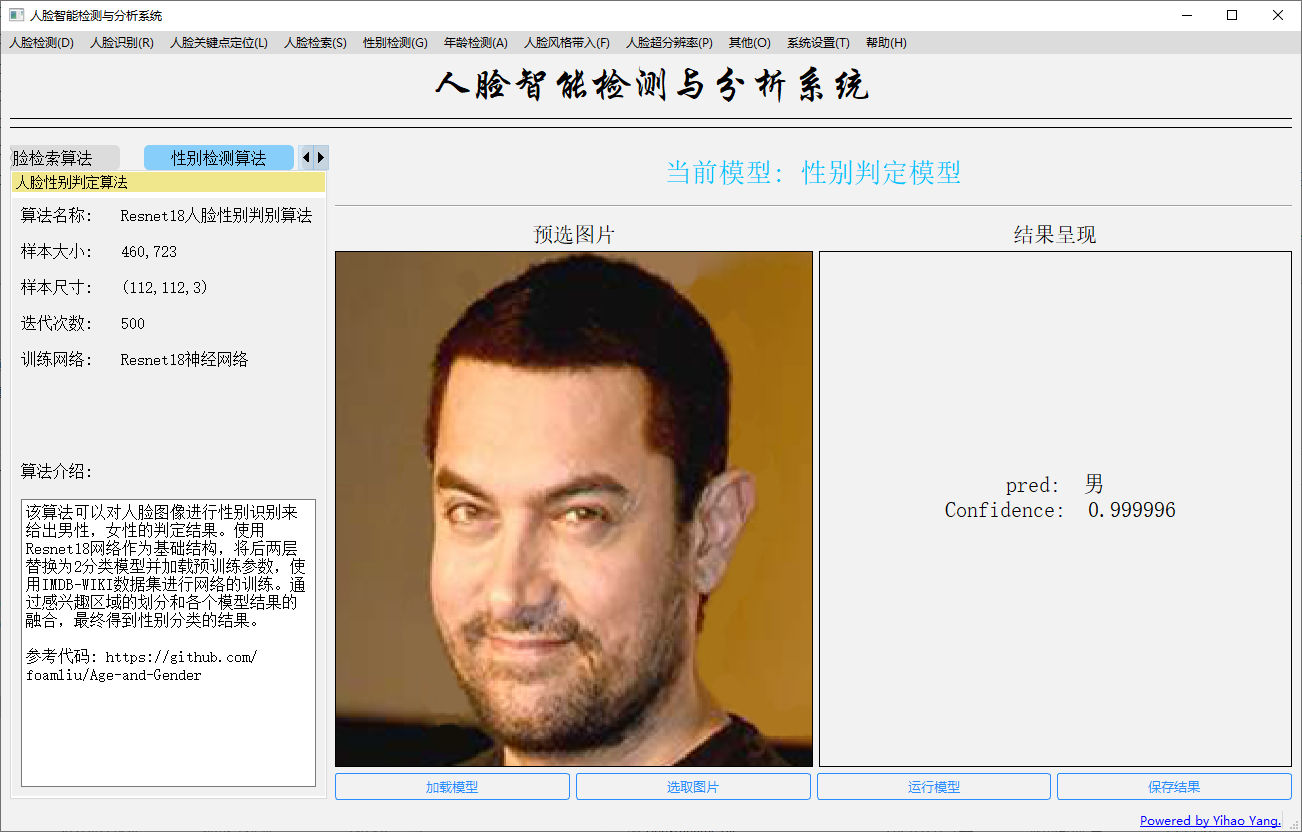 人脸智能检测与分析系统
人脸检测(D) 人脸识别(R) 人脸关键点定位(L) 人脸检索(S) 性别检测(G) 年龄检测(A) 人脸风格带入(F) 人脸超分辨率(P) 其他(O) 系统设置(T) 帮助(H)
人脸智能检测与分析系统
脸检索算法 性别检测算法
当前模型: 性别判定模型
人脸性别判定算法
算法名称: Resnet18人脸性别判别算法
样本大小: 460,723
样本尺寸: (112,112,3)
迭代次数: 500
训练网络: Resnet18神经网络
算法介绍:
该算法可以对人脸图像进行性别识别来
给出男性，女性的判定结果。使用
Resnet18网络作为基础结构，将后两层
替换为2分类模型并加载预训练参数，使
用IMDB-WIKI数据集进行网络的训练。通
过感兴趣区域的划分和各个模型结果的
融合，最终得到性别分类的结果。
参考代码: https://github.com/
foamliu/Age-and-Gender
预选图片
结果呈现
pred: 男
Confidence: 0.999996
加载模型 选取图片 运行模型 保存结果
Powered by Yihao Yang.